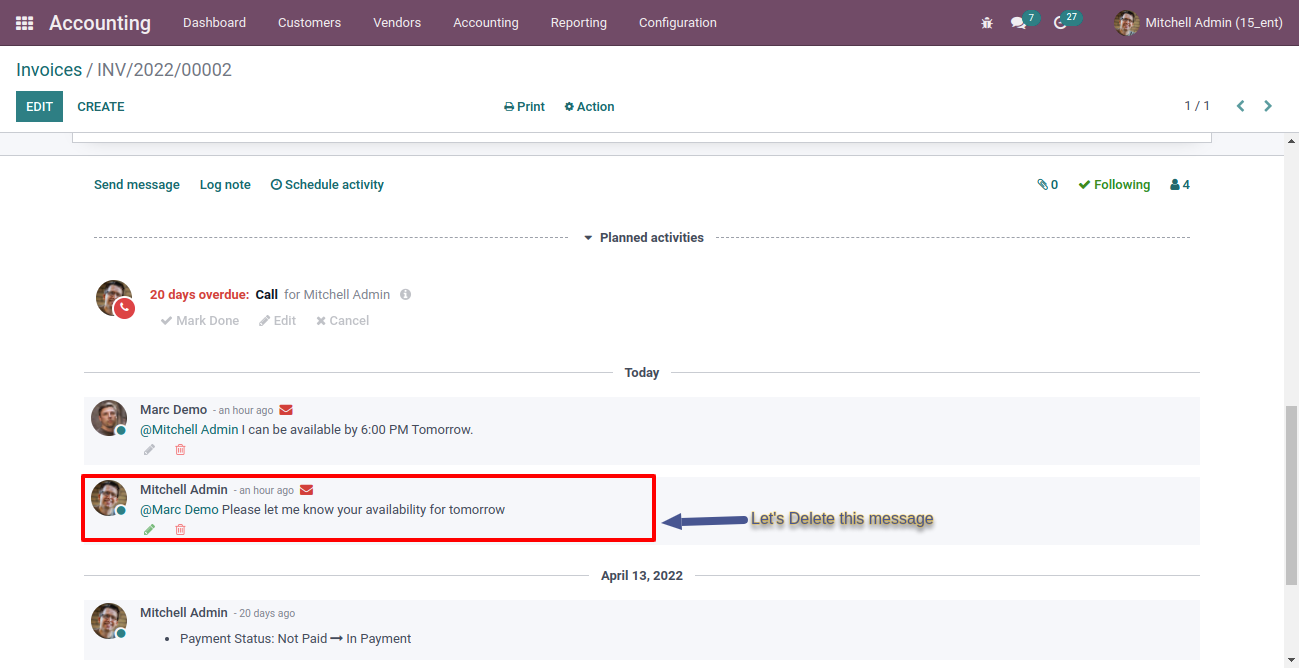 Accounting Dashboard Customers Vendors Accounting Reporting Configuration 7 27 Mitchell Admin (15_ent)
Invoices / INV/2022/00002
EDIT CREATE Print Action 1 / 1
Send message Log note Schedule activity 0 Following 4
Planned activities
20 days overdue: Call for Mitchell Admin
Mark Done Edit Cancel
Today
Marc Demo - an hour ago
@Mitchell Admin I can be available by 6:00 PM Tomorrow.
Mitchell Admin - an hour ago
@Marc Demo Please let me know your availability for tomorrow
Let's Delete this message
April 13, 2022
Mitchell Admin - 20 days ago
• Payment Status: Not Paid → In Payment